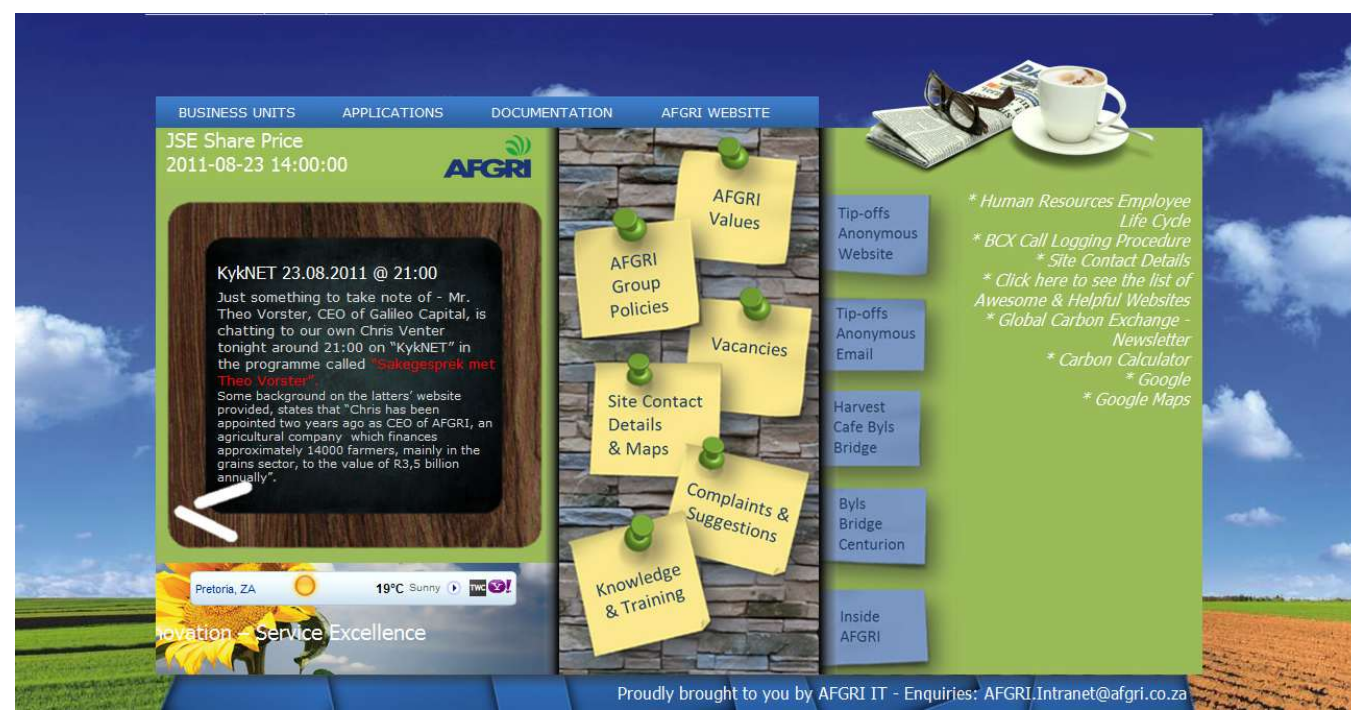 BUSINESS UNITS APPLICATIONS DOCUMENTATION AFGRI WEBSITE
JSE Share Price
2011-08-23 14:00:00
AFGRI
KykNET 23.08.2011 @ 21:00
Just something to take note of - Mr.
Theo Vorster, CEO of Galileo Capital, is
chatting to our own Chris Venter
tonight around 21:00 on "KykNET" in
the programme called "Sakegesprek met
Theo Vorster".
Some background on the latters' website
provided, states that "Chris has been
appointed two years ago as CEO of AFGRI, an
agricultural company which finances
approximately 14000 farmers, mainly in the
grains sector, to the value of R3,5 billion
annually".
Pretoria, ZA 19°C Sunny TWC Y!
novation – Service Excellence
AFGRI
Values
AFGRI
Group
Policies
Vacancies
Site Contact
Details
& Maps
Complaints &
Suggestions
Knowledge
& Training
Tip-offs
Anonymous
Website
Tip-offs
Anonymous
Email
Harvest
Cafe Byls
Bridge
Byls
Bridge
Centurion
Inside
AFGRI
* Human Resources Employee
Life Cycle
* BCX Call Logging Procedure
* Site Contact Details
* Click here to see the list of
Awesome & Helpful Websites
* Global Carbon Exchange -
Newsletter
* Carbon Calculator
* Google
* Google Maps
Proudly brought to you by AFGRI IT - Enquiries: AFGRI.Intranet@afgri.co.za